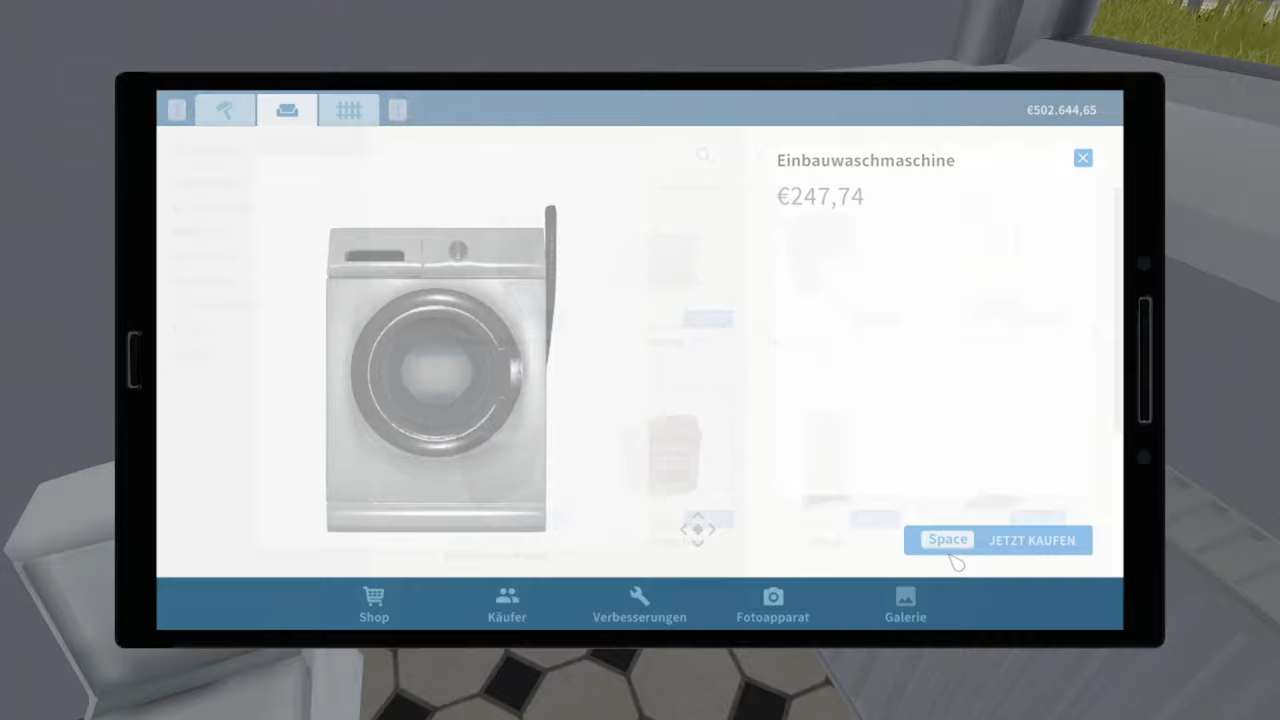 €502.644,65
Einbauwaschmaschine
€247,74
Space JETZT KAUFEN
Shop
Käufer
Verbesserungen
Fotoapparat
Galerie